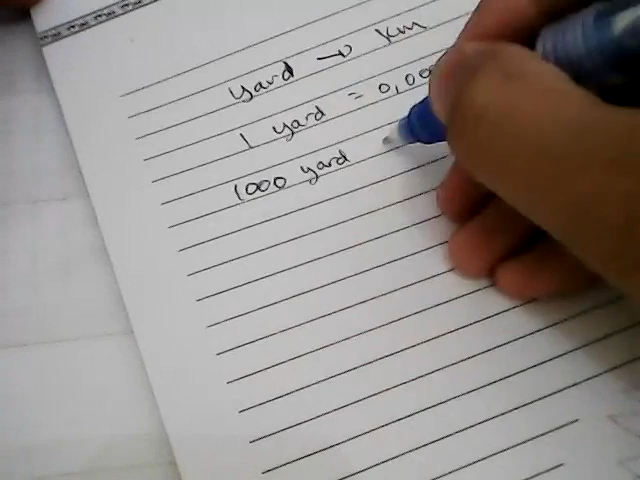 yard → km
1 yard = 0,00
1000 yard